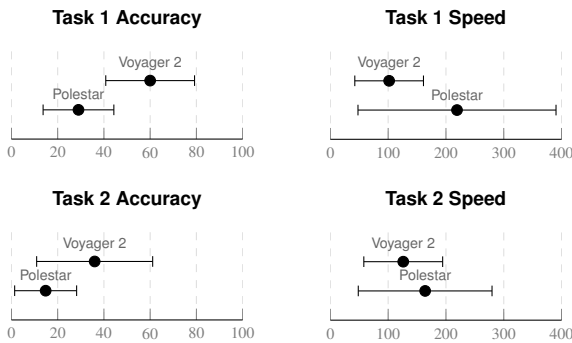 Task 1 Accuracy
Voyager 2
Polestar
0 20 40 60 80 100
Task 1 Speed
Voyager 2
Polestar
0 100 200 300 400
Task 2 Accuracy
Voyager 2
Polestar
0 20 40 60 80 100
Task 2 Speed
Voyager 2
Polestar
0 100 200 300 400